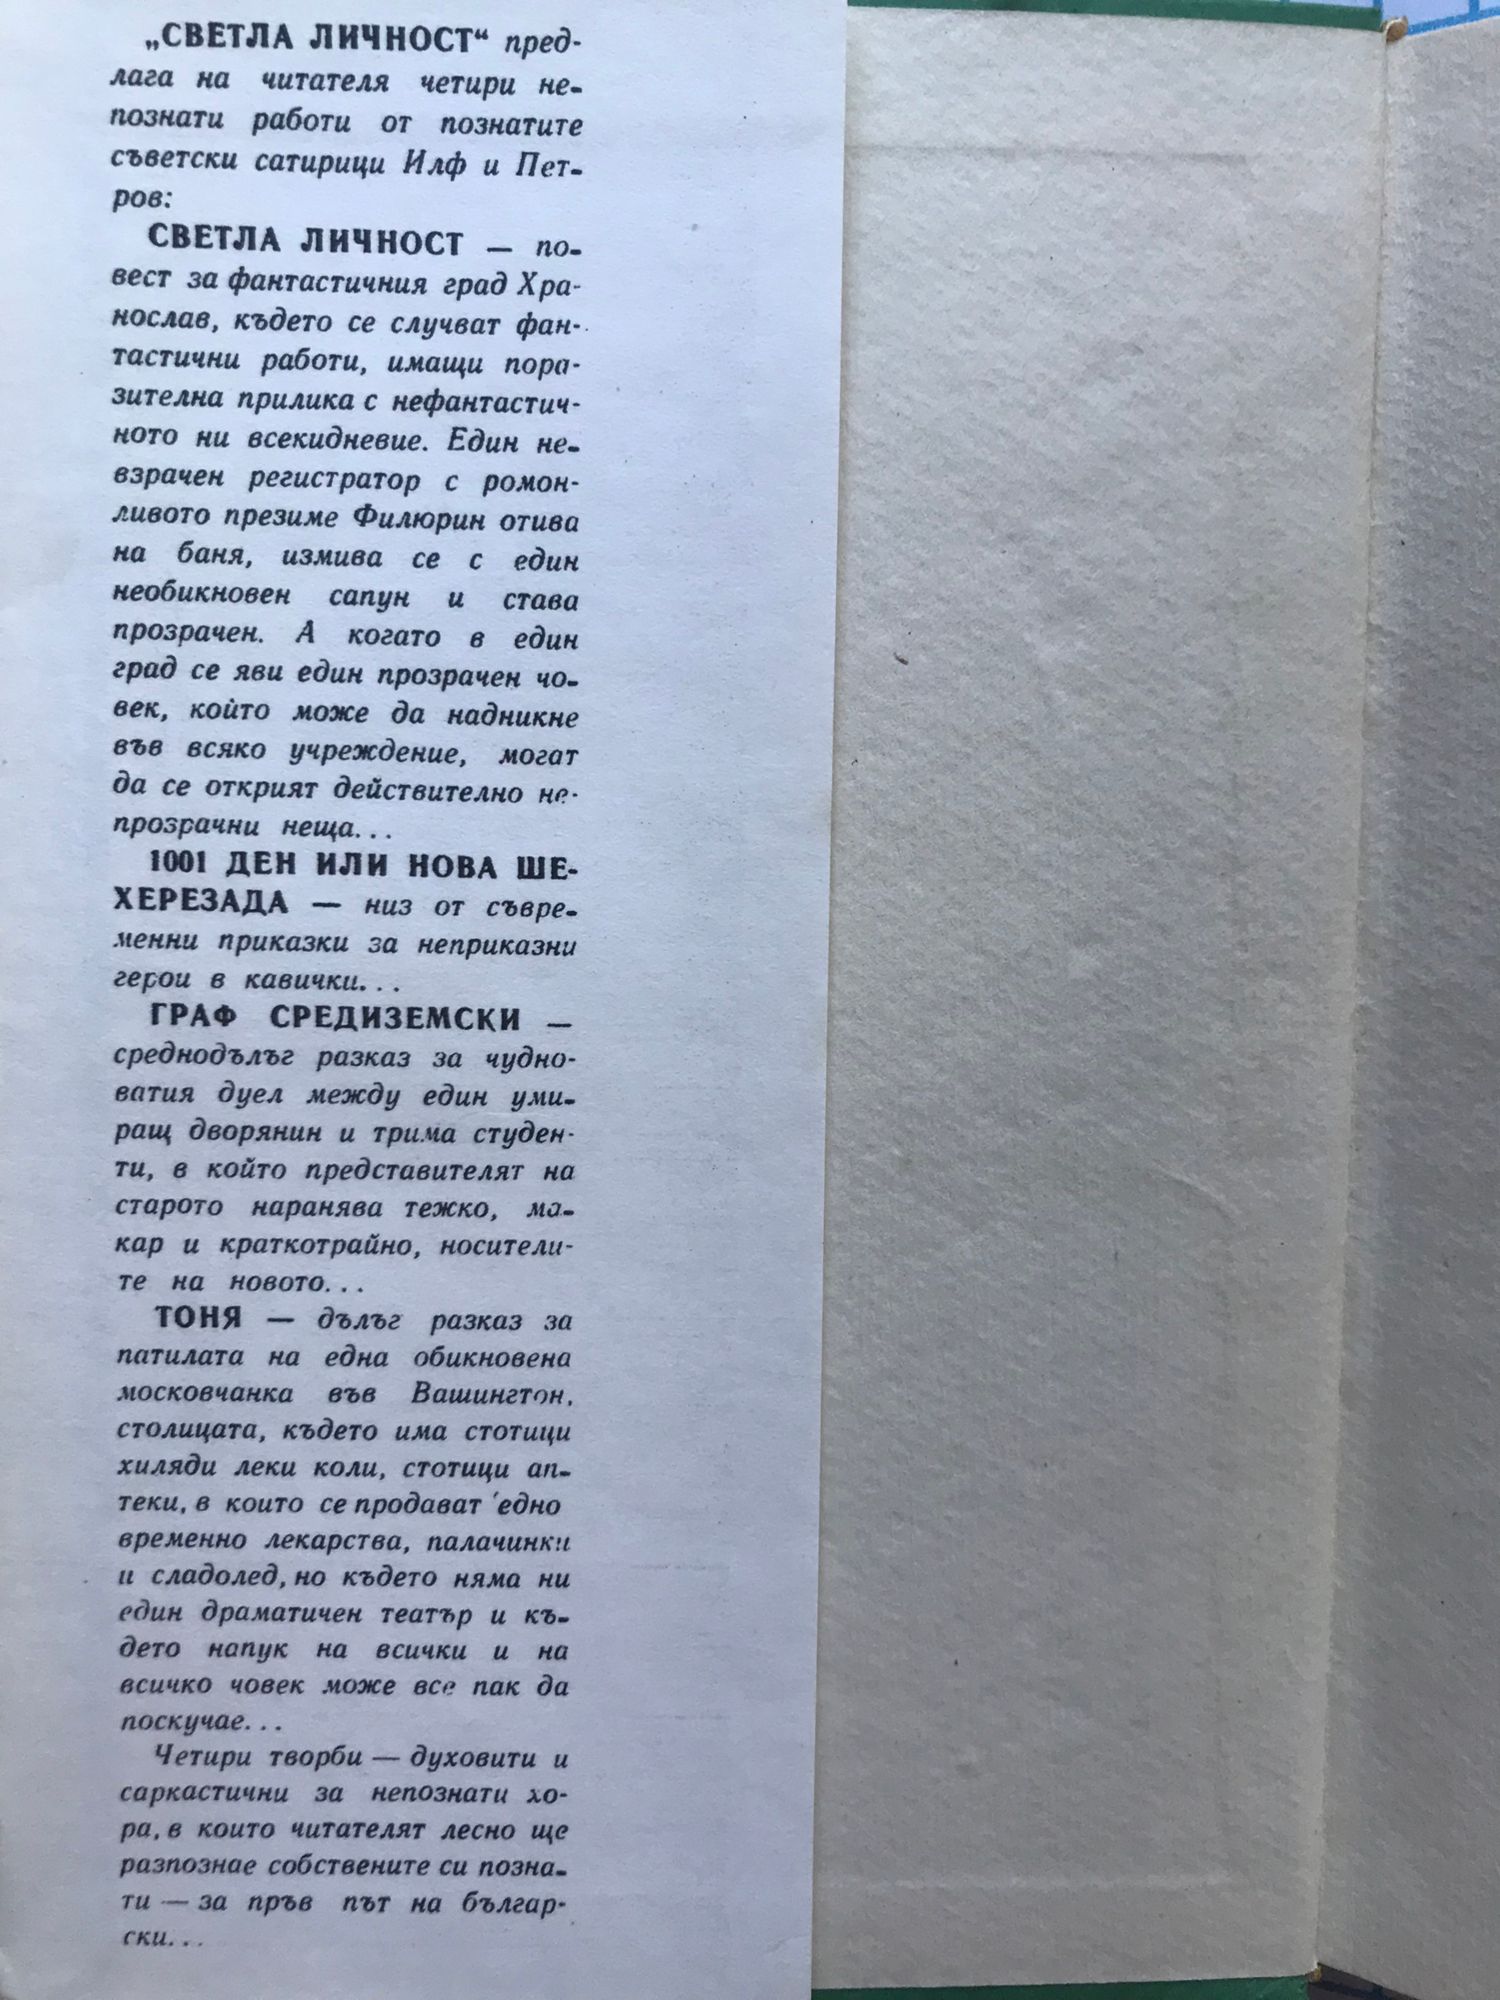 „СВЕТЛА ЛИЧНОСТ“ пред-
лага на читателя четири не-
познати работи от познатите
съветски сатирици Илф и Пет-
ров:
СВЕТЛА ЛИЧНОСТ — по-
вест за фантастичния град Хра-
нослав, където се случват фан-
тастични работи, имащи пора-
зителна прилика с нефантастич-
ното ни всекидневие. Един не-
взрачен регистратор с ромон-
ливото презиме Филюрин отива
на баня, измива се с един
необикновен сапун и става
прозрачен. А когато в един
град се яви един прозрачен чо-
век, който може да надникне
във всяко учреждение, могат
да се открият действително не-
прозрачни неща...
1001 ДЕН ИЛИ НОВА ШЕ-
ХЕРЕЗАДА — низ от съвре-
менни приказки за неприказни
герои в кавички...
ГРАФ СРЕДИЗЕМСКИ —
среднодълъг разказ за чудно-
ватия дуел между един уми-
ращ дворянин и трима студен-
ти, в който представителят на
старото наранява тежко, ма-
кар и краткотрайно, носители-
те на новото...
ТОНЯ — дълъг разказ за
патилата на една обикновена
московчанка във Вашингтон,
столицата, където има стотици
хиляди леки коли, стотици ап-
теки, в които се продават едно
временно лекарства, палачинки
и сладолед, но където няма ни
един драматичен театър и къ-
дето напук на всички и на
всичко човек може все пак да
поскучае...
Четири творби — духовити и
саркастични за непознати хо-
ра, в които читателят лесно ще
разпознае собствените си позна-
ти — за пръв път на българ-
ски...